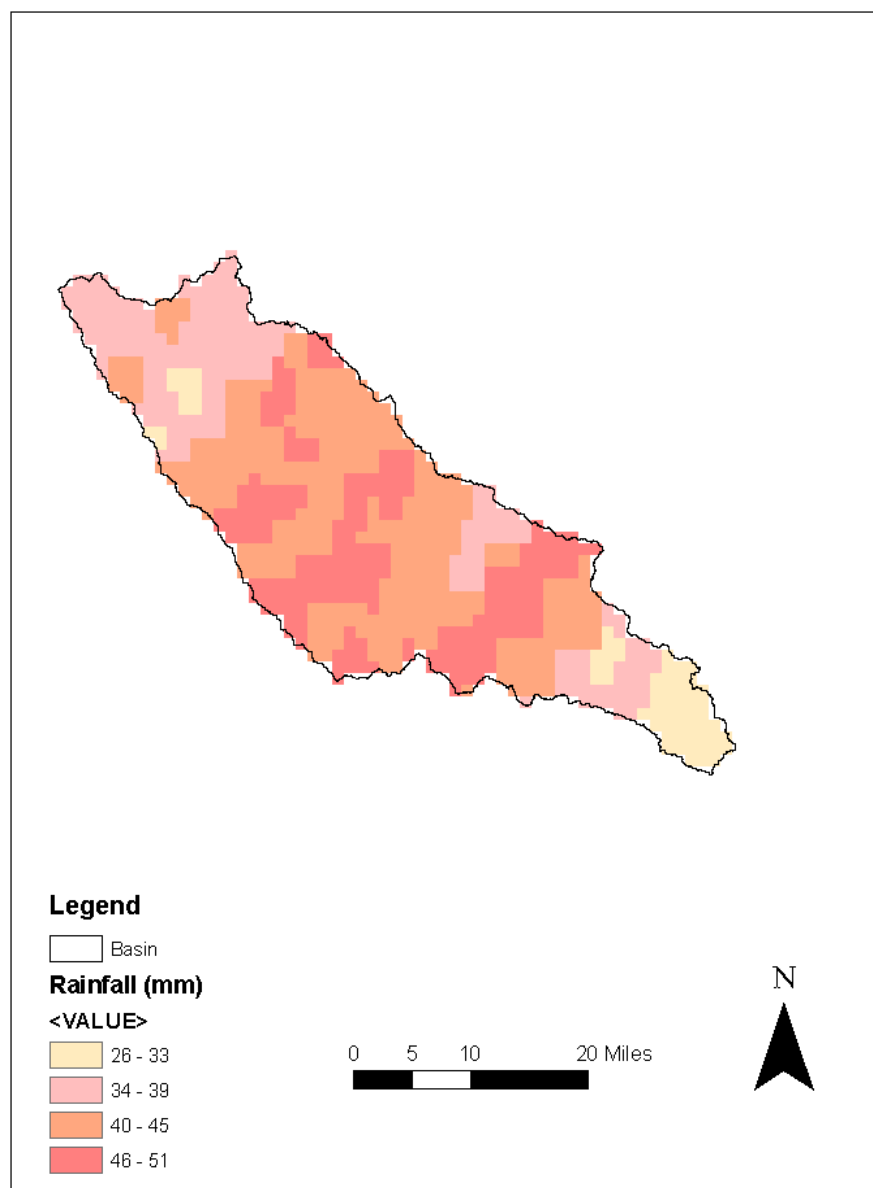 Legend
Basin
Rainfall (mm)
<VALUE>
26 - 33
34 - 39
40 - 45
46 - 51
0 5 10 20 Miles
N